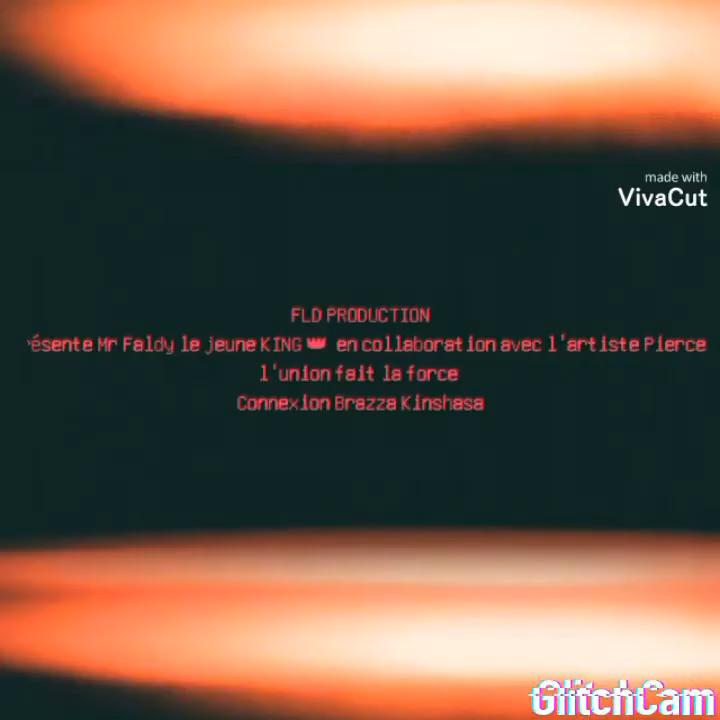 made with
VivaCut
FLD PRODUCTION
résente Mr Faldy le jeune KING 👑 en collaboration avec l'artiste Pierce
l'union fait la force
Connexion Brazza Kinshasa
GlitchCam